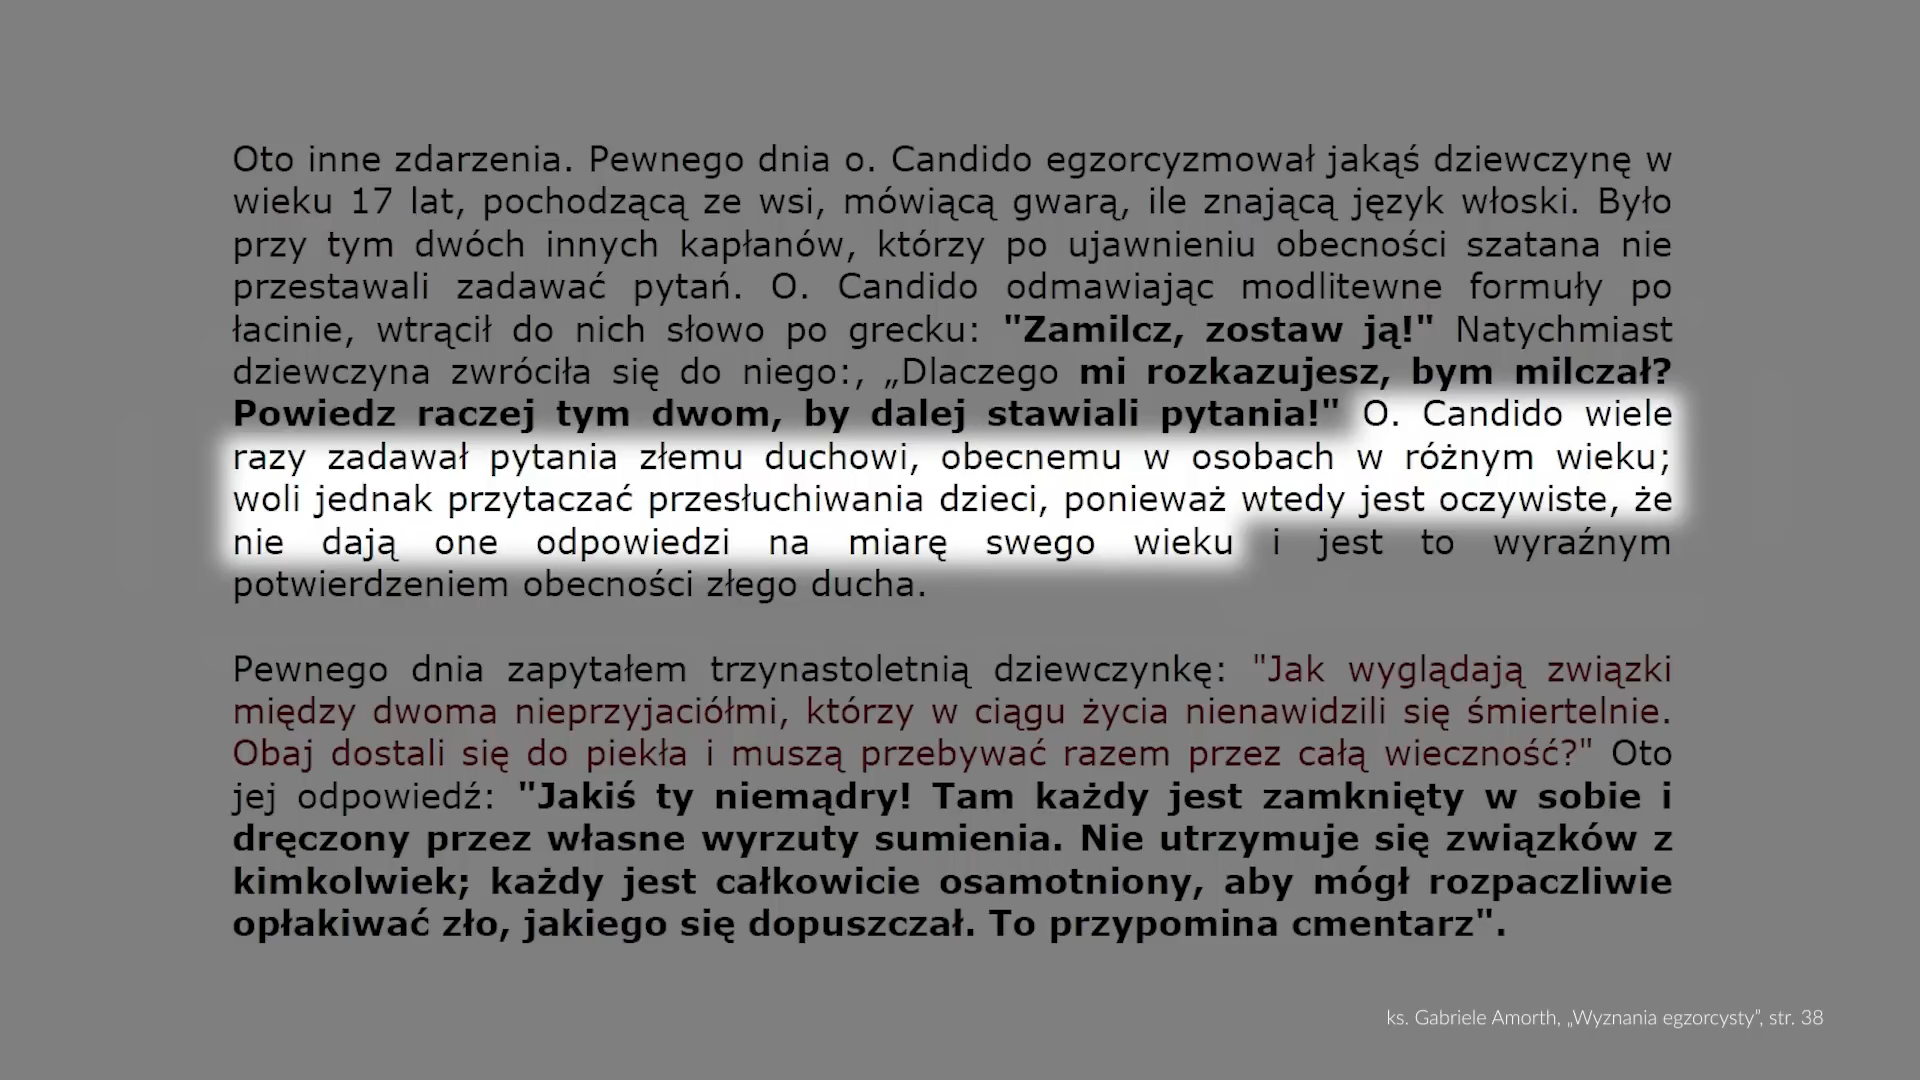 Oto inne zdarzenia. Pewnego dnia o. Candido egzorcyzmował jakąś dziewczynę w
wieku 17 lat, pochodzącą ze wsi, mówiącą gwarą, ile znającą język włoski. Było
przy tym dwóch innych kapłanów, którzy po ujawnieniu obecności szatana nie
przestawali zadawać pytań. O. Candido odmawiając modlitewne formuły po
łacinie, wtrącił do nich słowo po grecku: "Zamilcz, zostaw ją!" Natychmiast
dziewczyna zwróciła się do niego:, „Dlaczego mi rozkazujesz, bym milczał?
Powiedz raczej tym dwom, by dalej stawiali pytania!" O. Candido wiele
razy zadawał pytania złemu duchowi, obecnemu w osobach w różnym wieku;
woli jednak przytaczać przesłuchiwania dzieci, ponieważ wtedy jest oczywiste, że
nie dają one odpowiedzi na miarę swego wieku i jest to wyraźnym
potwierdzeniem obecności złego ducha.
Pewnego dnia zapytałem trzynastoletnią dziewczynkę: "Jak wyglądają związki
między dwoma nieprzyjaciółmi, którzy w ciągu życia nienawidzili się śmiertelnie.
Obaj dostali się do piekła i muszą przebywać razem przez całą wieczność?" Oto
jej odpowiedź: "Jakiś ty niemądry! Tam każdy jest zamknięty w sobie i
dręczony przez własne wyrzuty sumienia. Nie utrzymuje się związków z
kimkolwiek; każdy jest całkowicie osamotniony, aby mógł rozpaczliwie
opłakiwać zło, jakiego się dopuszczał. To przypomina cmentarz".
ks. Gabriele Amorth, „Wyznania egzorcysty”, str. 38